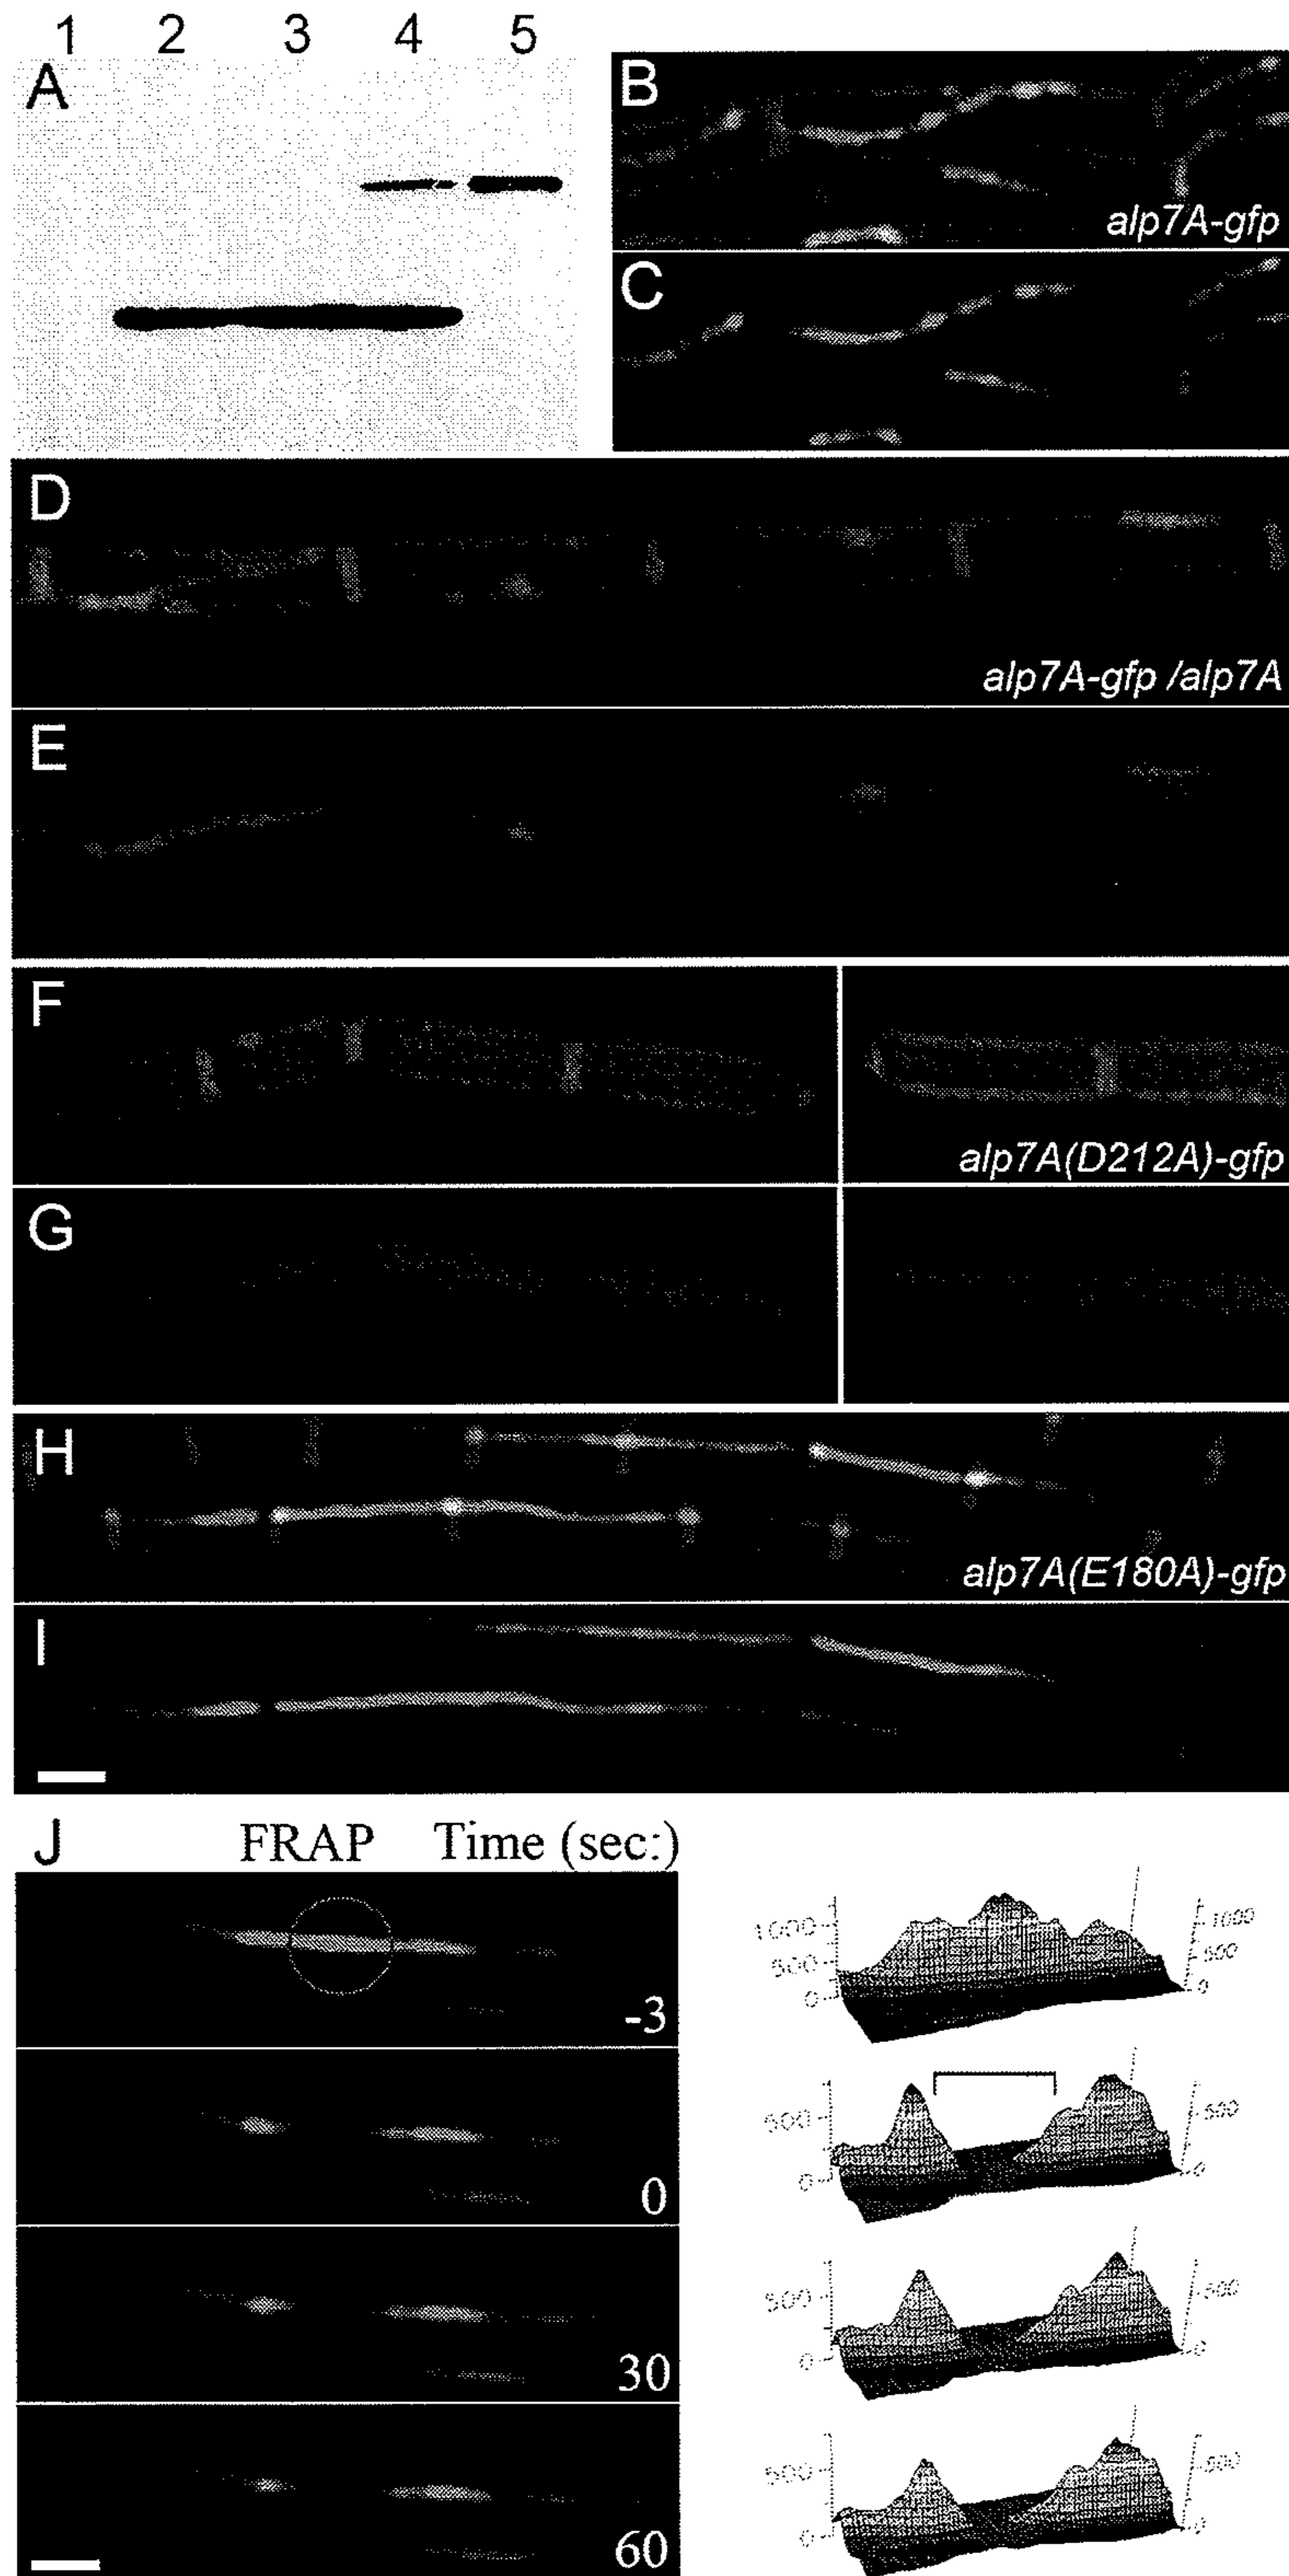 1 2 3 4 5
A
B
alp7A-gfp
C
D
alp7A-gfp /alp7A
E
F
alp7A(D212A)-gfp
G
H
alp7A(E180A)-gfp
I
J FRAP Time (sec:)
-3
1000 1000
500 500
0 0
0
500 500
0 0
30
500 500
0 0
60
500 500
0 0